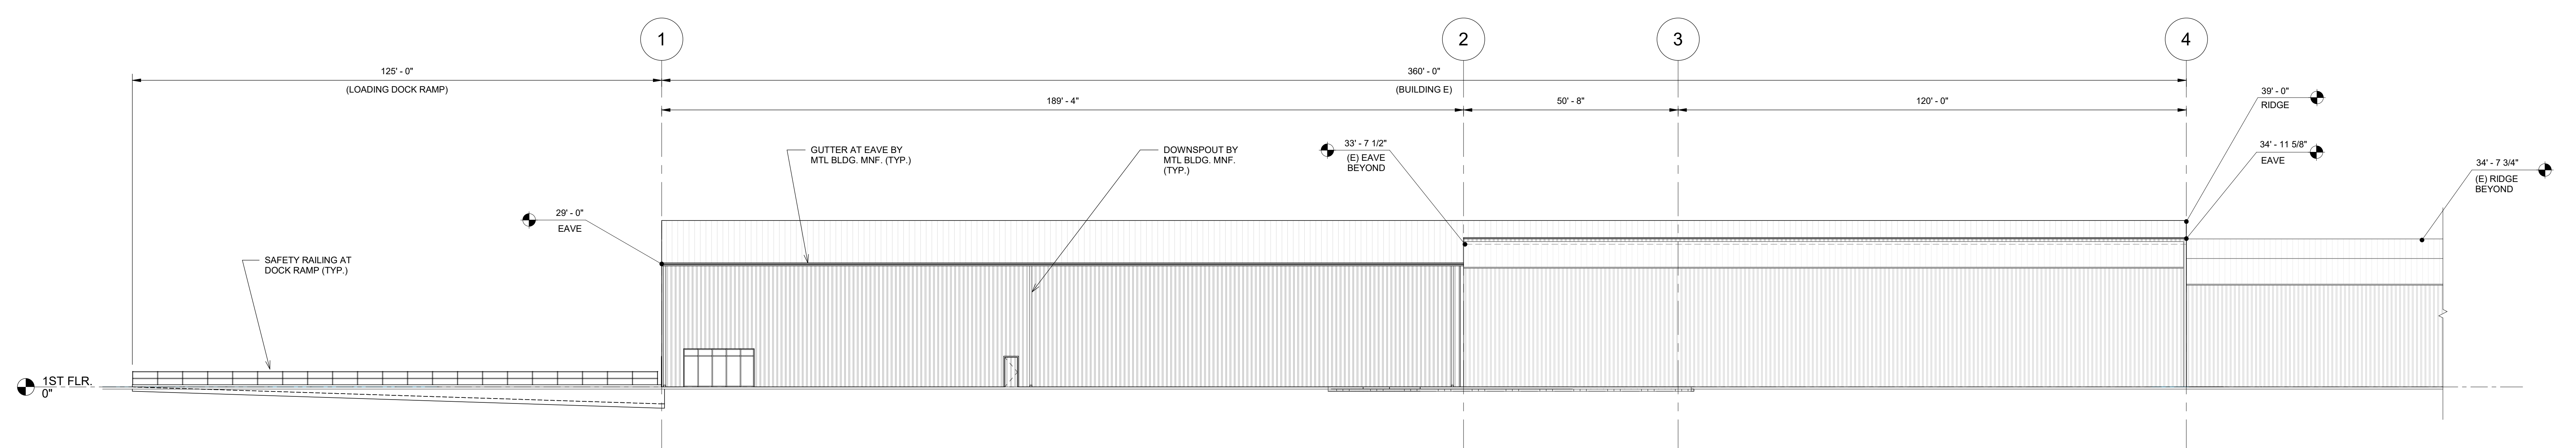 1
2
3
4
125' - 0"
(LOADING DOCK RAMP)
360' - 0"
(BUILDING E)
189' - 4"
50' - 8"
120' - 0"
39' - 0"
RIDGE
GUTTER AT EAVE BY
MTL BLDG. MNF. (TYP.)
DOWNSPOUT BY
MTL BLDG. MNF.
(TYP.)
33' - 7 1/2"
(E) EAVE
BEYOND
34' - 11 5/8"
EAVE
34' - 7 3/4"
(E) RIDGE
BEYOND
29' - 0"
EAVE
SAFETY RAILING AT
DOCK RAMP (TYP.)
1ST FLR.
0"